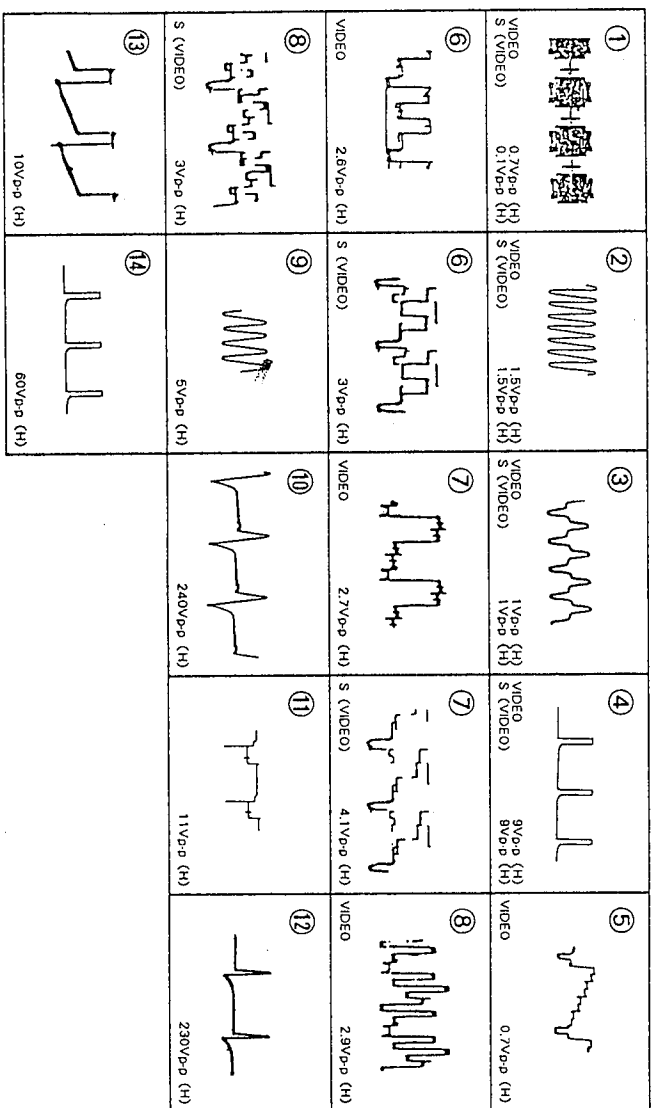 ①
VIDEO 0.7Vp-p (H)
S (VIDEO) 0.1Vp-p (H)
②
VIDEO 1.5Vp-p (H)
S (VIDEO) 1.5Vp-p (H)
③
VIDEO 1Vp-p (H)
S (VIDEO) 1Vp-p (H)
④
VIDEO 9Vp-p (H)
S (VIDEO) 9Vp-p (H)
⑤
VIDEO 0.7Vp-p (H)
⑥
VIDEO 2.6Vp-p (H)
⑥
S (VIDEO) 3Vp-p (H)
⑦
VIDEO 2.7Vp-p (H)
⑦
S (VIDEO) 4.1Vp-p (H)
⑧
VIDEO 2.9Vp-p (H)
⑧
S (VIDEO) 3Vp-p (H)
⑨
5Vp-p (H)
⑩
240Vp-p (H)
⑪
11Vp-p (H)
⑫
230Vp-p (H)
⑬
10Vp-p (H)
⑭
60Vp-p (H)